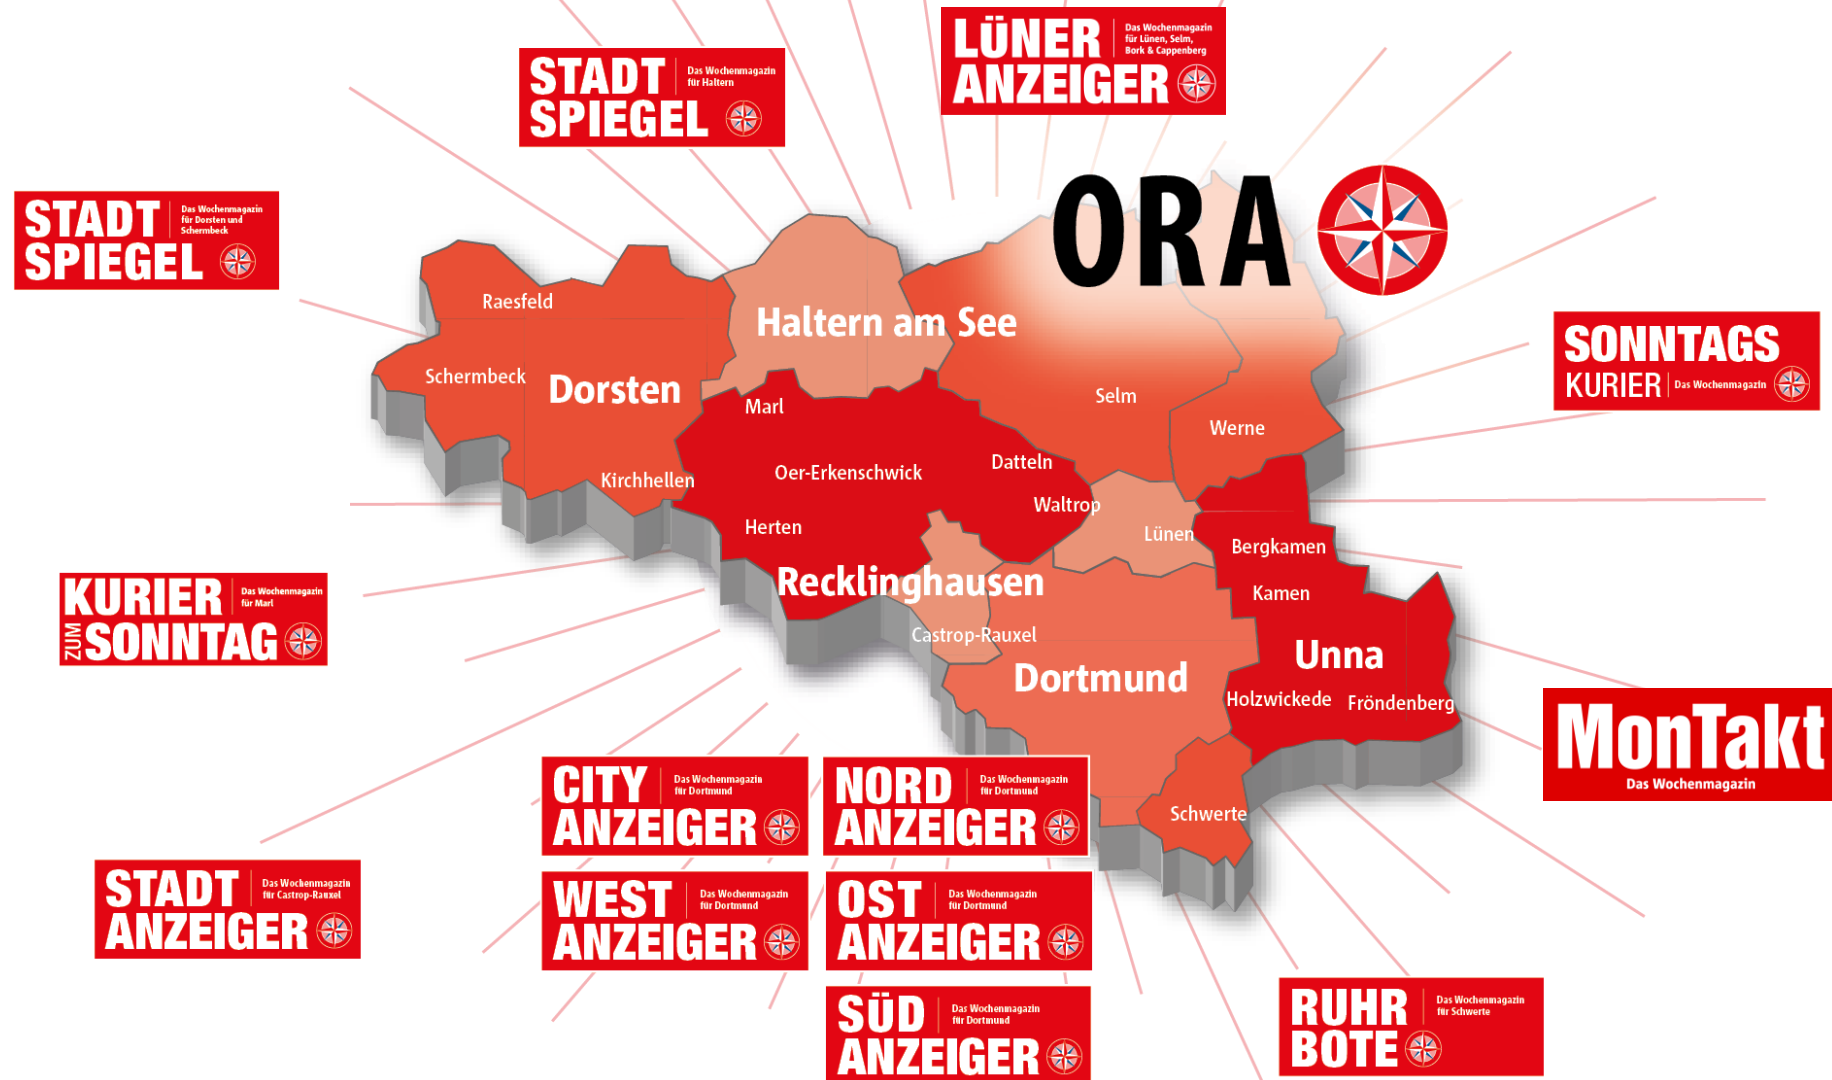 LÜNER
ANZEIGER
Das Wochenmagazin
für Lünen, Selm,
Bork & Cappenberg
STADT
SPIEGEL
Das Wochenmagazin
für Haltern
STADT
SPIEGEL
Das Wochenmagazin
für Dorsten und
Schermbeck
ORA
SONNTAGS
KURIER
Das Wochenmagazin
Raesfeld
Haltern am See
Schermbeck
Dorsten
Marl
Selm
Werne
Oer-Erkenschwick
Datteln
Kirchhellen
Waltrop
Herten
Lünen
Bergkamen
Recklinghausen
Kamen
Castrop-Rauxel
Unna
Dortmund
Holzwickede
Fröndenberg
Schwerte
KURIER
ZUM
SONNTAG
Das Wochenmagazin
für Marl
MonTakt
Das Wochenmagazin
CITY
ANZEIGER
Das Wochenmagazin
für Dortmund
NORD
ANZEIGER
Das Wochenmagazin
für Dortmund
STADT
ANZEIGER
Das Wochenmagazin
für Castrop-Rauxel
WEST
ANZEIGER
Das Wochenmagazin
für Dortmund
OST
ANZEIGER
Das Wochenmagazin
für Dortmund
SÜD
ANZEIGER
Das Wochenmagazin
für Dortmund
RUHR
BOTE
Das Wochenmagazin
für Schwerte